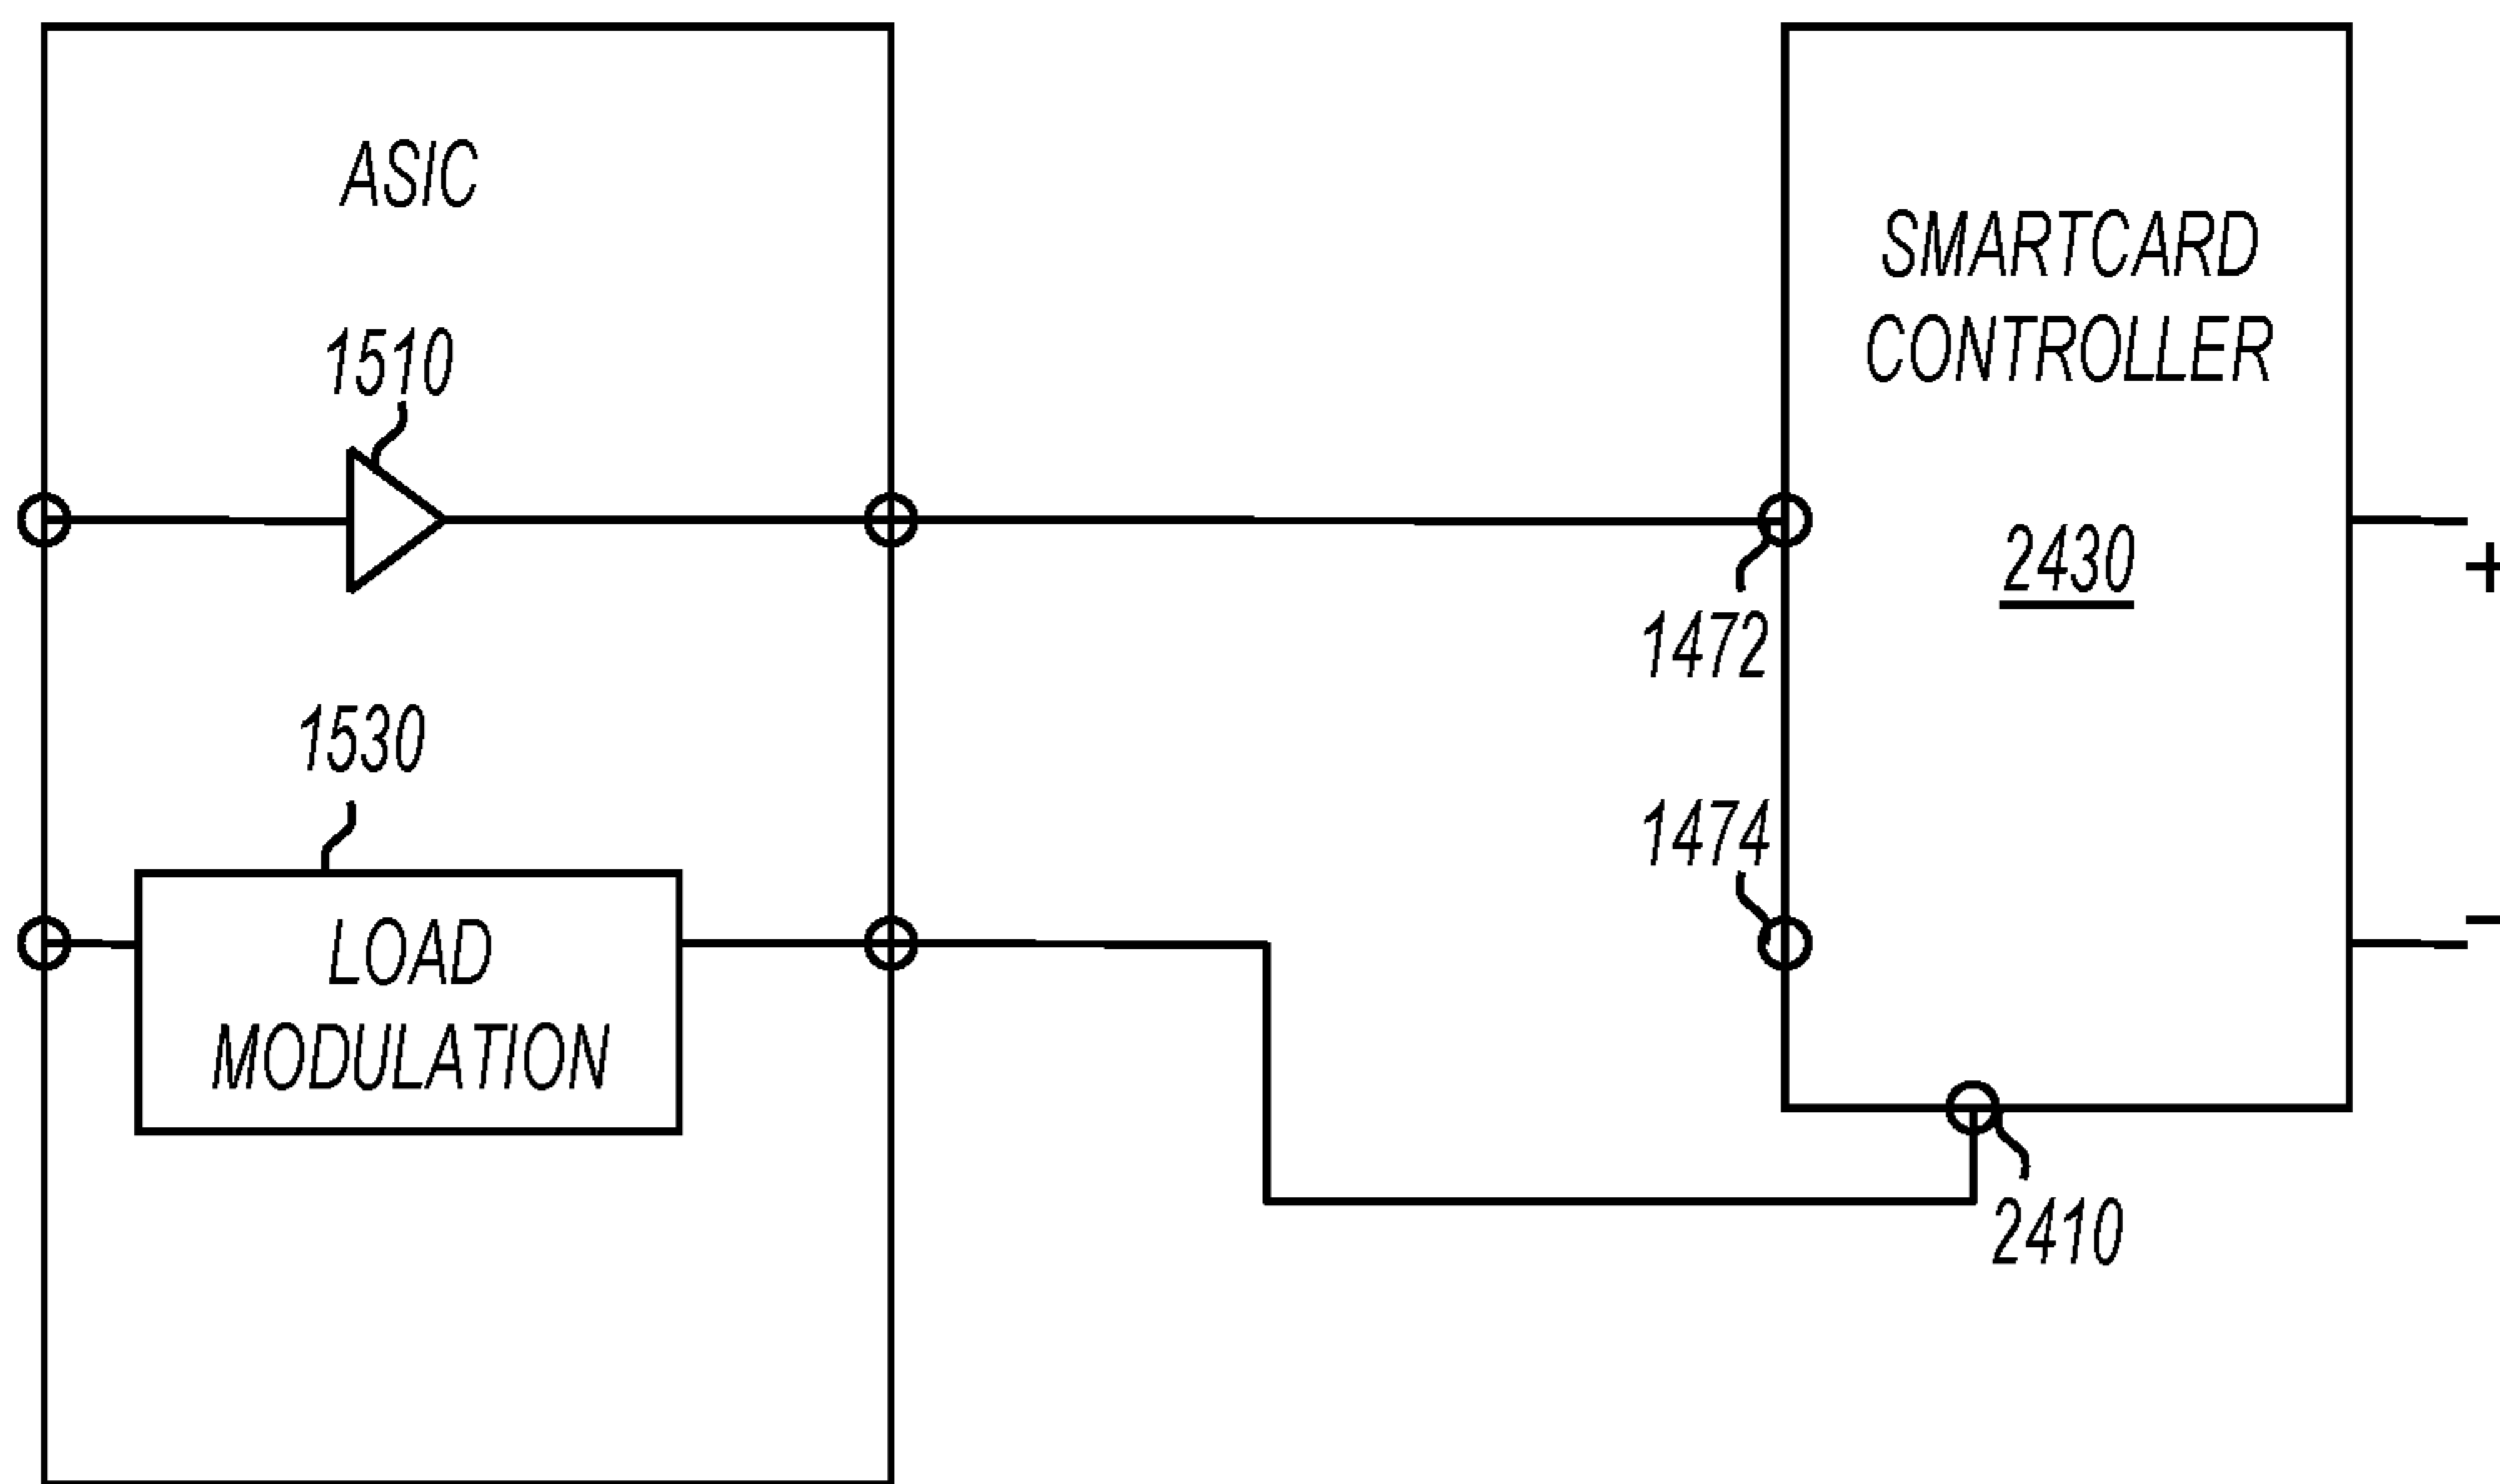 ASIC
1510
1530
LOAD
MODULATION
SMARTCARD
CONTROLLER
2430
1472
1474
2410
+
−